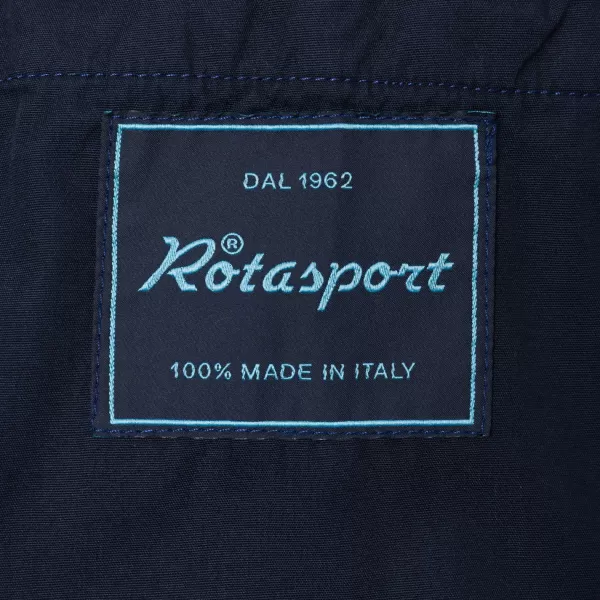 DAL 1962
Rotasport®
100% MADE IN ITALY